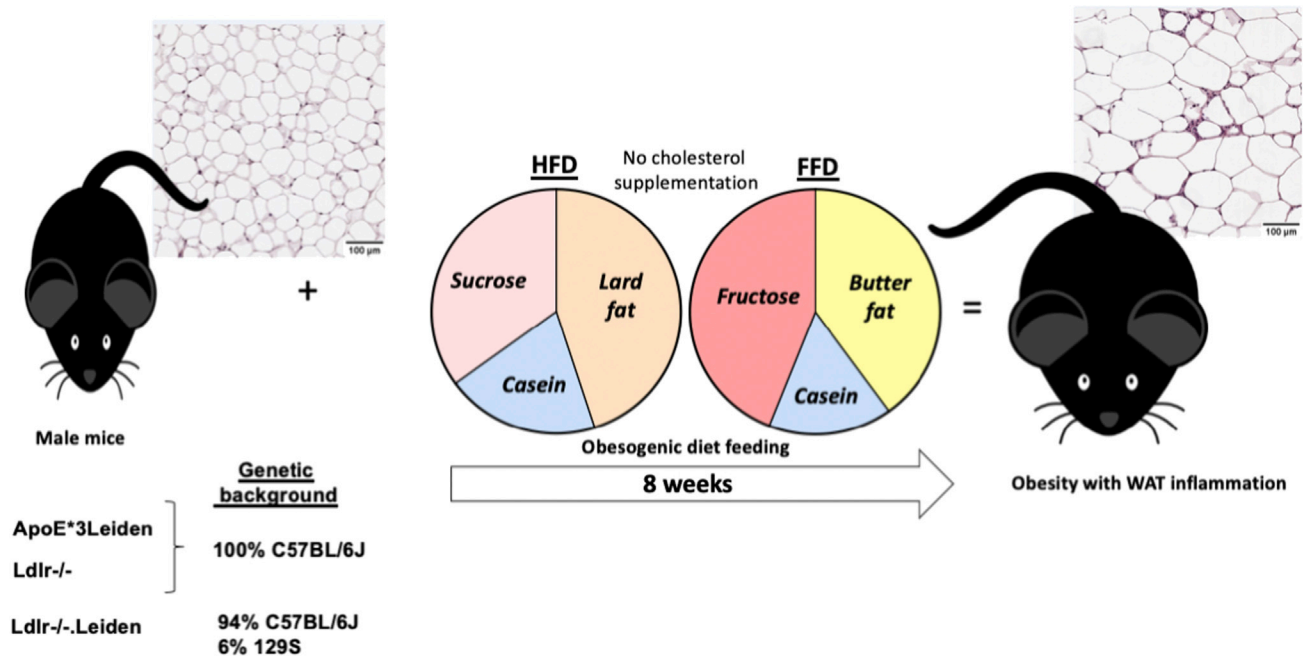 100 µm
Male mice
+
Genetic
background
ApoE*3Leiden
Ldlr-/-
100% C57BL/6J
Ldlr-/-.Leiden
94% C57BL/6J
6% 129S
HFD
No cholesterol
supplementation
FFD
Sucrose
Lard
fat
Casein
Fructose
Butter
fat
Casein
Obesogenic diet feeding
8 weeks
=
100 µm
Obesity with WAT inflammation